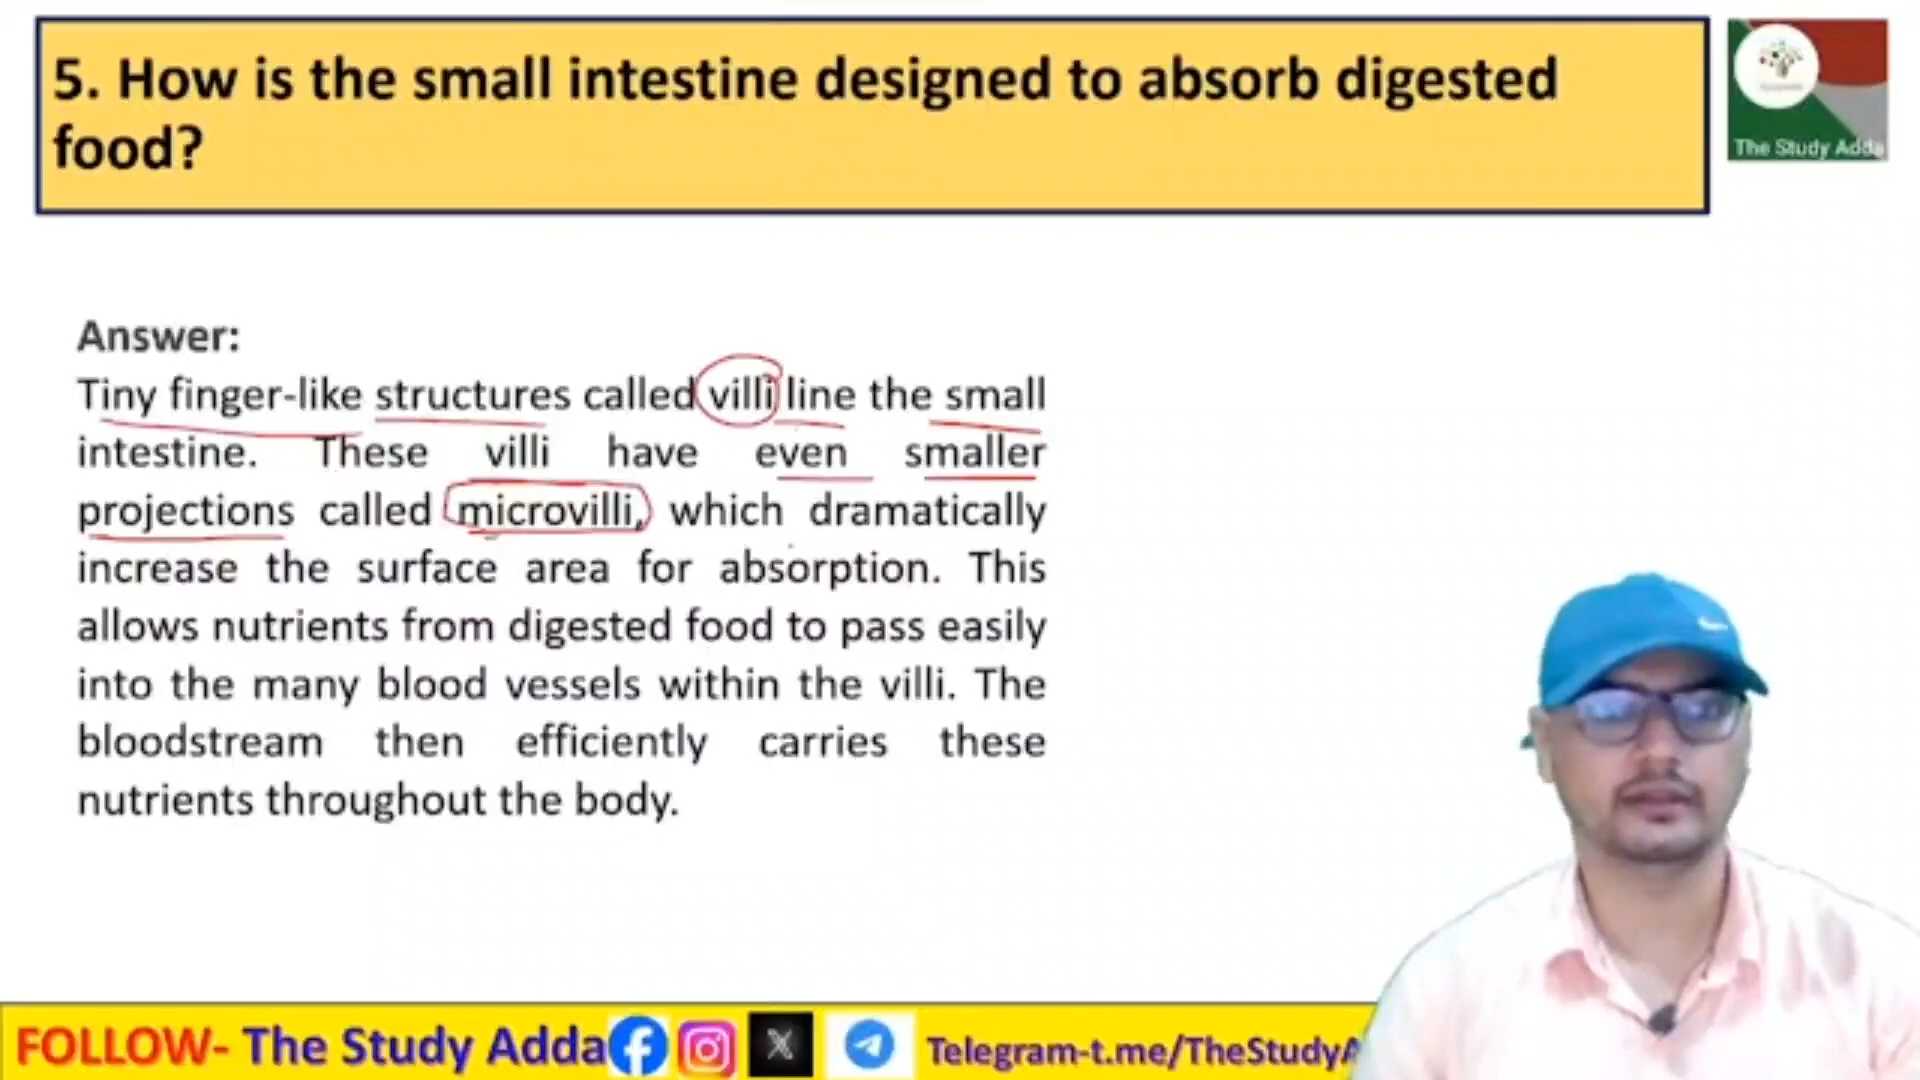 5. How is the small intestine designed to absorb digested
food?
The Study Adda
Answer:
Tiny finger-like structures called villi line the small
intestine. These villi have even smaller
projections called microvilli, which dramatically
increase the surface area for absorption. This
allows nutrients from digested food to pass easily
into the many blood vessels within the villi. The
bloodstream then efficiently carries these
nutrients throughout the body.
FOLLOW- The Study Adda
Telegram-t.me/TheStudyA